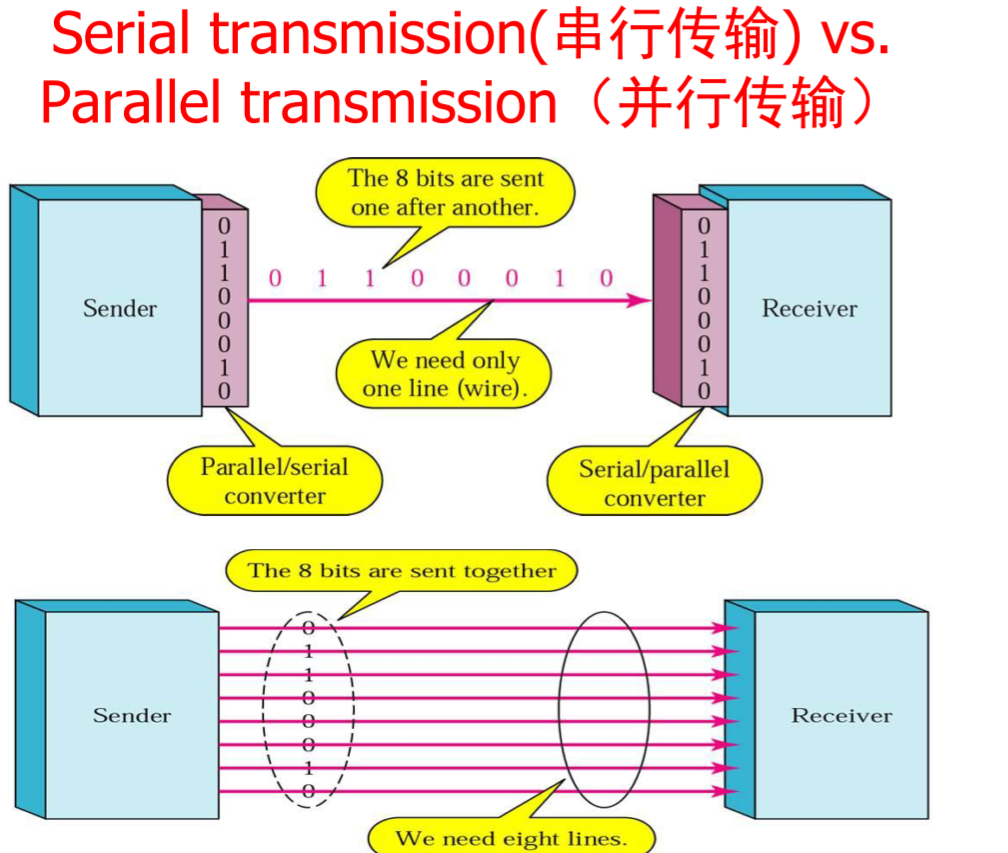 Serial transmission(串行传输) vs.
Parallel transmission（并行传输）
The 8 bits are sent
one after another.
0 1 1 0 0 0 1 0
Sender
0
1
1
0
0
0
1
0
0
1
1
0
0
0
1
0
Receiver
We need only
one line (wire).
Parallel/serial
converter
Serial/parallel
converter
The 8 bits are sent together
0
1
1
0
0
0
1
0
Sender
Receiver
We need eight lines.